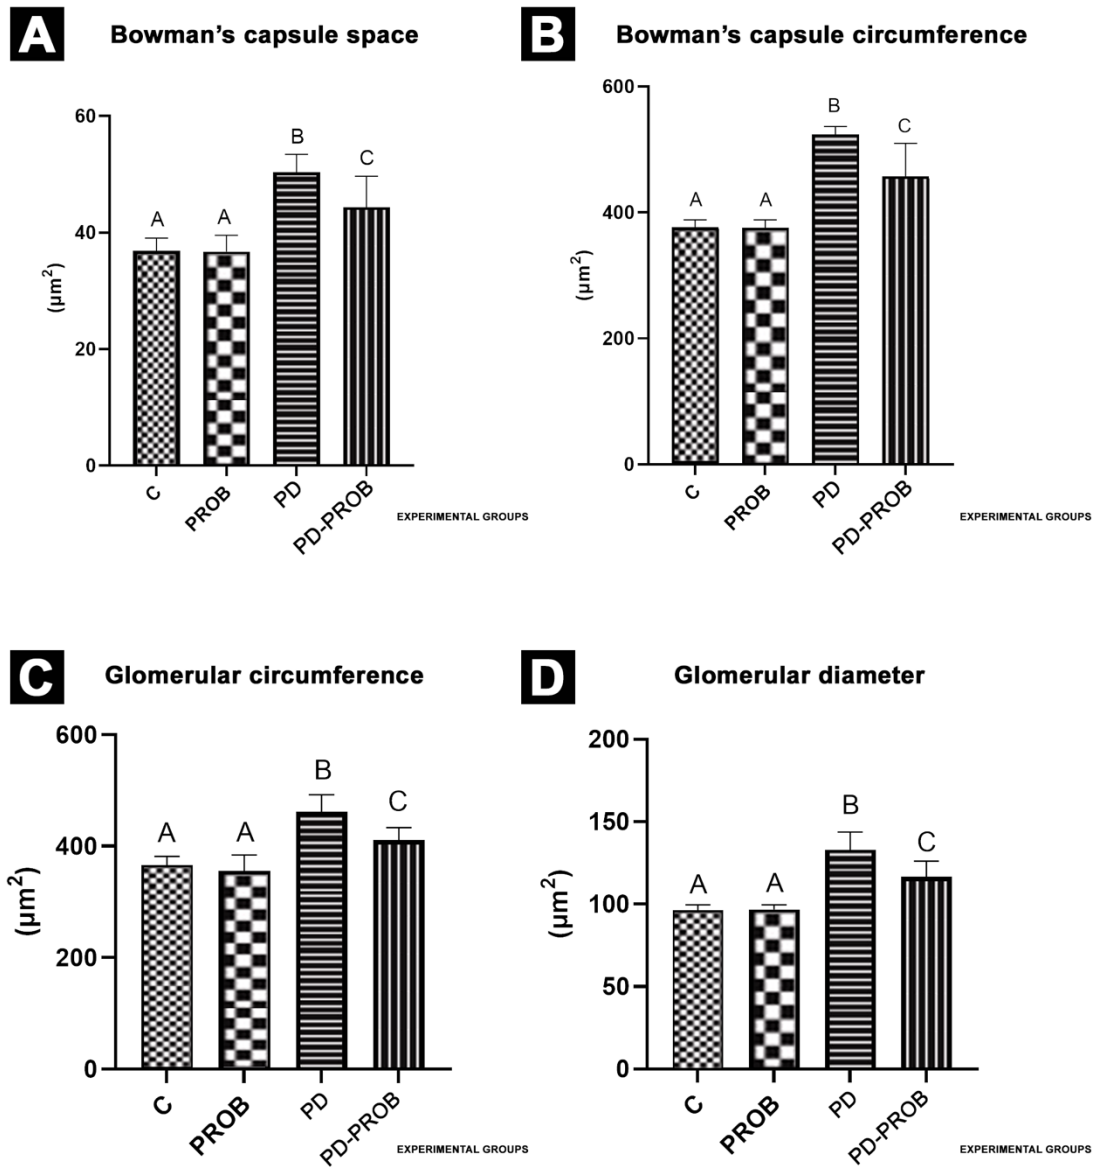 A
Bowman's capsule space
60
40
20
0
(µm²)
A
A
B
C
C
PROB
PD
PD-PROB
EXPERIMENTAL GROUPS
B
Bowman's capsule circumference
600
400
200
0
(µm²)
A
A
B
C
C
PROB
PD
PD-PROB
EXPERIMENTAL GROUPS
C
Glomerular circumference
600
400
200
0
(µm²)
A
A
B
C
C
PROB
PD
PD-PROB
EXPERIMENTAL GROUPS
D
Glomerular diameter
200
150
100
50
0
(µm²)
A
A
B
C
C
PROB
PD
PD-PROB
EXPERIMENTAL GROUPS